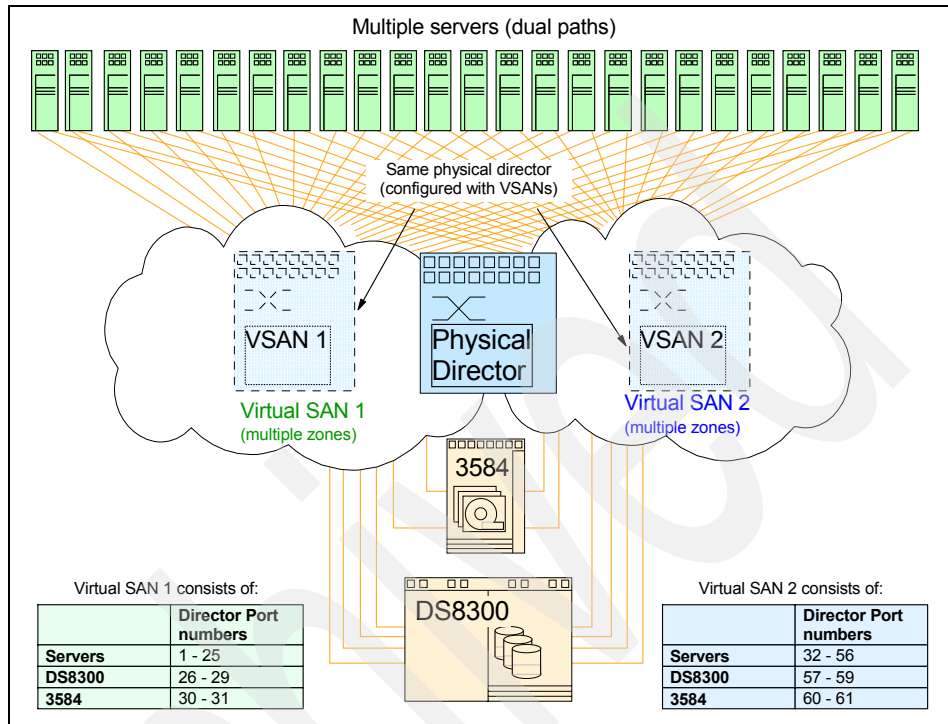 Multiple servers (dual paths)
Same physical director
(configured with VSANs)
VSAN 1
Physical
Director
VSAN 2
Virtual SAN 1
(multiple zones)
Virtual SAN 2
(multiple zones)
3584
DS8300
Virtual SAN 1 consists of:
Director Port
numbers
Servers 1 - 25
DS8300 26 - 29
3584 30 - 31
Virtual SAN 2 consists of:
Director Port
numbers
Servers 32 - 56
DS8300 57 - 59
3584 60 - 61